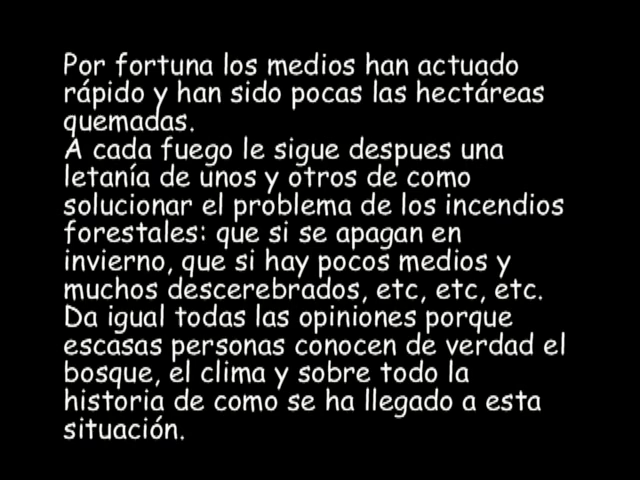 Por fortuna los medios han actuado
rápido y han sido pocas las hectáreas
quemadas.
A cada fuego le sigue despues una
letanía de unos y otros de como
solucionar el problema de los incendios
forestales: que si se apagan en
invierno, que si hay pocos medios y
muchos descerebrados, etc, etc, etc.
Da igual todas las opiniones porque
escasas personas conocen de verdad el
bosque, el clima y sobre todo la
historia de como se ha llegado a esta
situación.